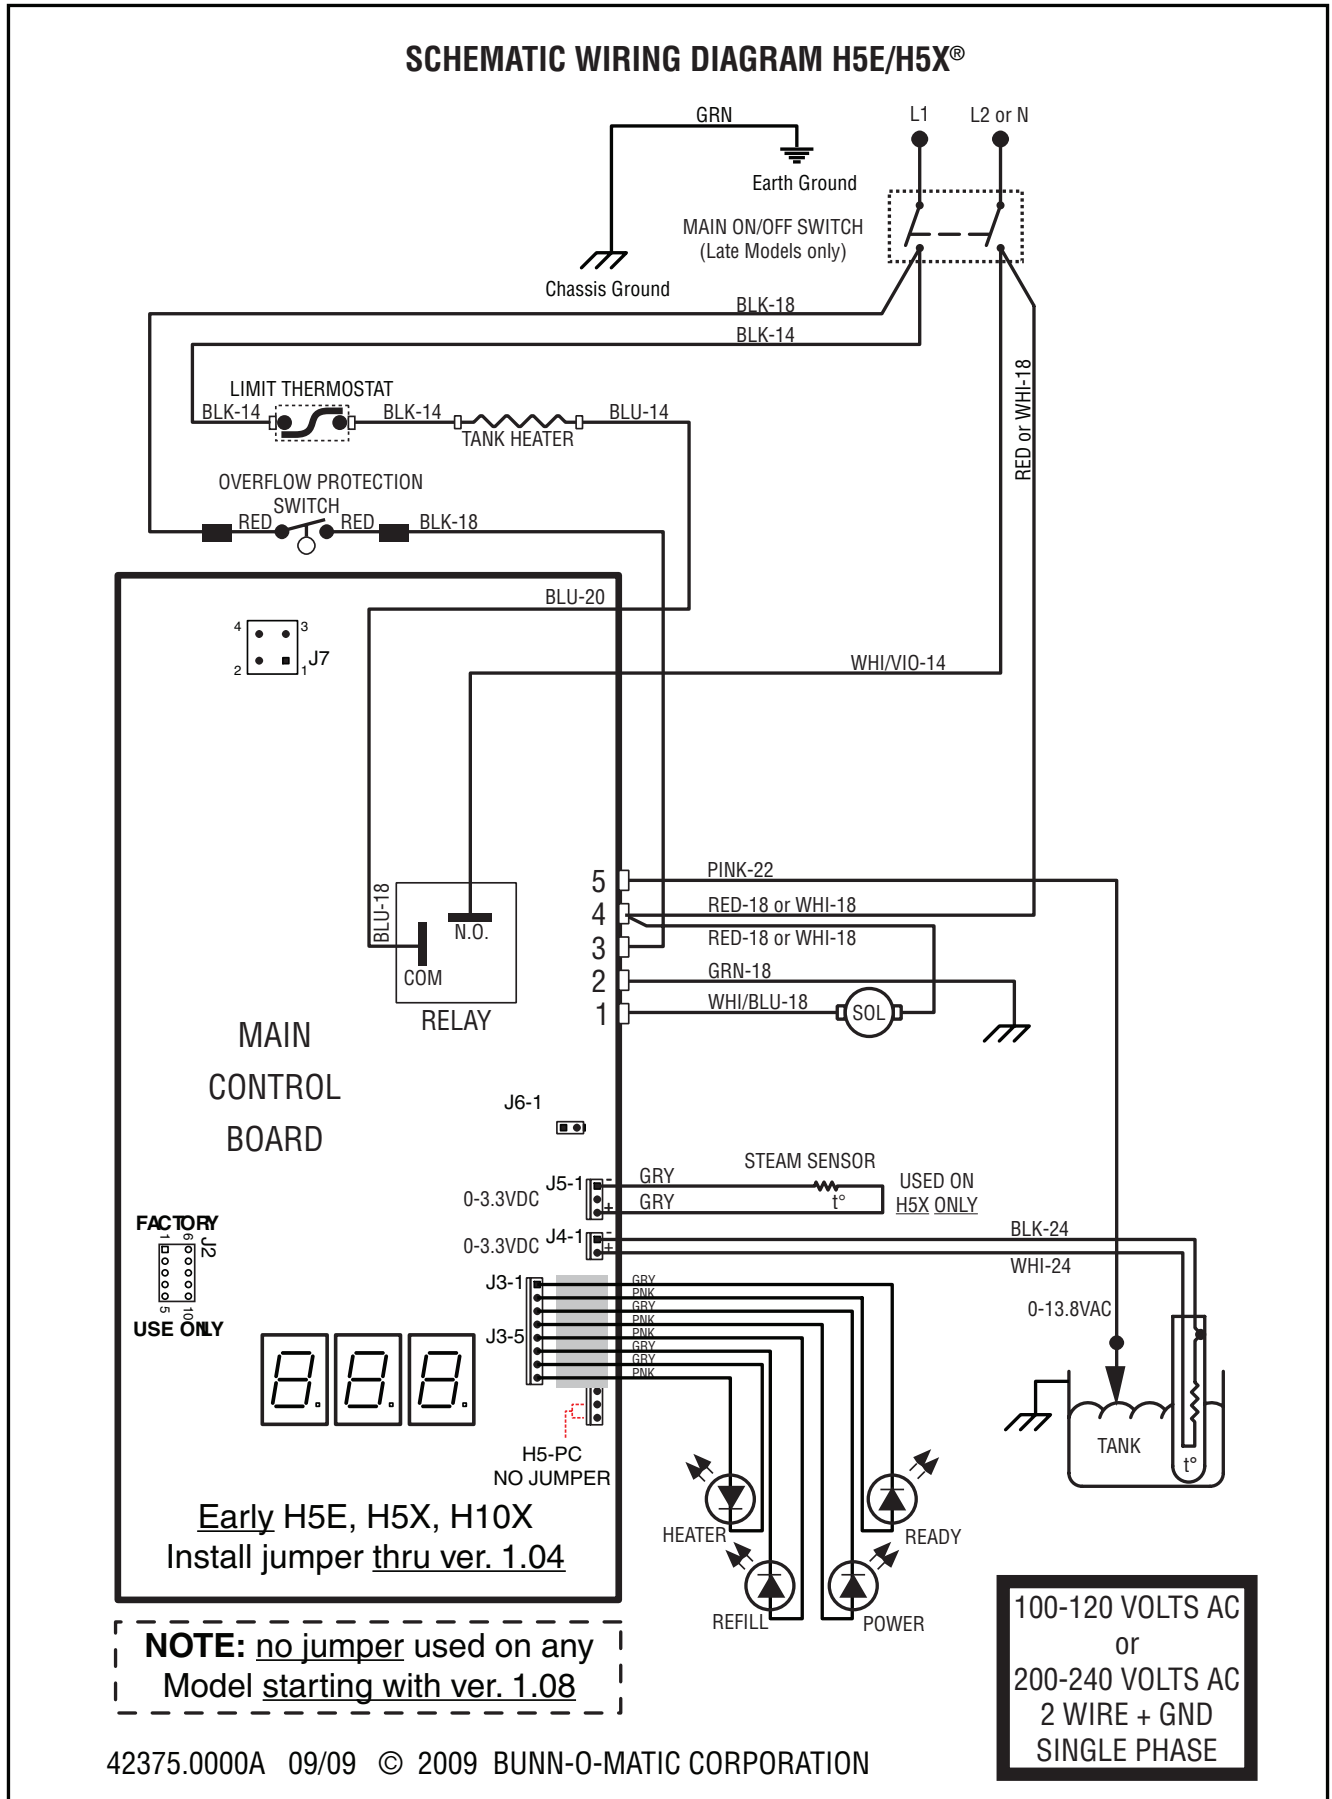 SCHEMATIC WIRING DIAGRAM H5E/H5X®
GRN
L1
L2 or N
Earth Ground
MAIN ON/OFF SWITCH
(Late Models only)
Chassis Ground
BLK-18
BLK-14
RED or WHI-18
LIMIT THERMOSTAT
BLK-14
BLK-14
BLU-14
TANK HEATER
OVERFLOW PROTECTION
SWITCH
RED
RED
BLK-18
BLU-20
4
3
2
1
J7
WHI/VIO-14
BLU-18
N.O.
COM
RELAY
5
4
3
2
1
PINK-22
RED-18 or WHI-18
RED-18 or WHI-18
GRN-18
WHI/BLU-18
SOL
MAIN
CONTROL
BOARD
J6-1
STEAM SENSOR
J5-1
-
+
GRY
GRY
t°
USED ON
H5X ONLY
0-3.3VDC
J4-1
-
+
0-3.3VDC
BLK-24
WHI-24
FACTORY
1
6
J2
5
10
USE ONLY
J3-1
J3-5
GRY
PNK
GRY
PNK
PNK
GRY
GRY
PNK
0-13.8VAC
TANK
t°
8.
8.
8.
H5-PC
NO JUMPER
HEATER
READY
REFILL
POWER
Early H5E, H5X, H10X
Install jumper thru ver. 1.04
NOTE: no jumper used on any
Model starting with ver. 1.08
100-120 VOLTS AC
or
200-240 VOLTS AC
2 WIRE + GND
SINGLE PHASE
42375.0000A 09/09 © 2009 BUNN-O-MATIC CORPORATION